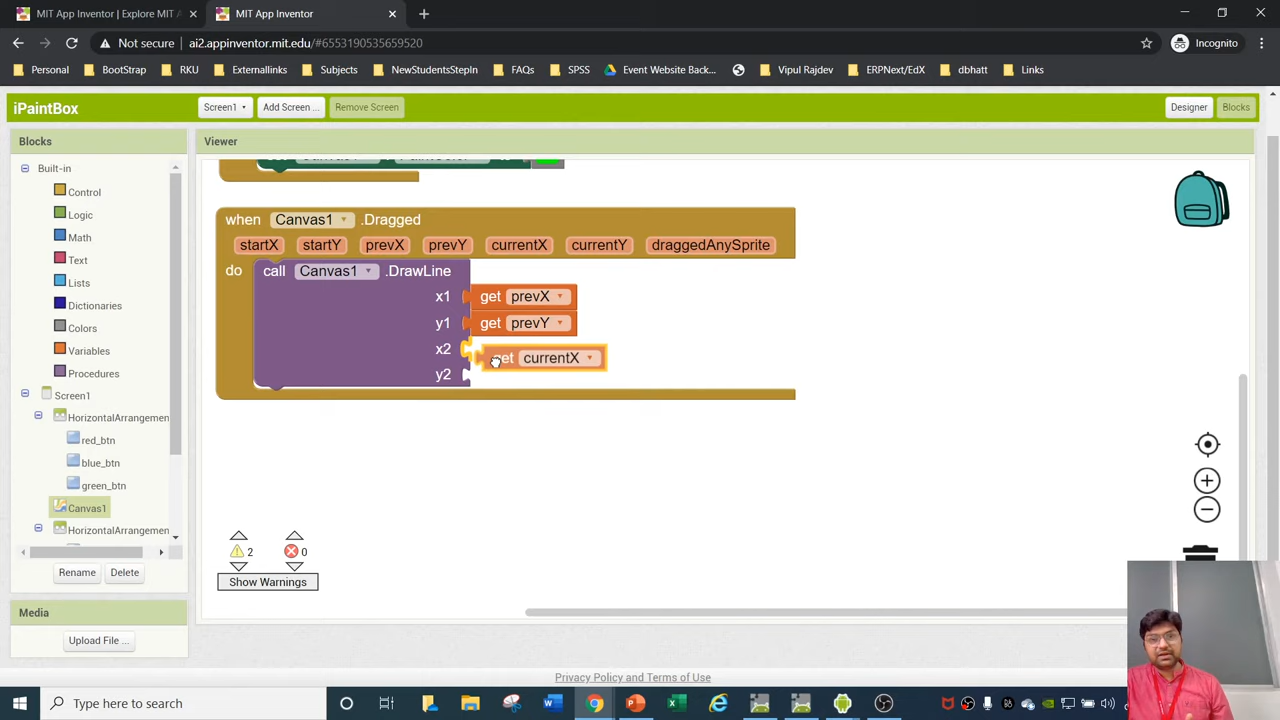 MIT App Inventor | Explore MIT A
MIT App Inventor
Not secure
ai2.appinventor.mit.edu/#6553190535659520
Incognito
Personal
BootStrap
RKU
Externallinks
Subjects
NewStudentsStepIn
FAQs
SPSS
Event Website Book...
Vipul Rajdev
ERPNext/EdX
dbhatt
Links
iPaintBox
Screen1
Add Screen ...
Remove Screen
Designer
Blocks
Blocks
Viewer
Built-in
Control
Logic
Math
Text
Lists
Dictionaries
Colors
Variables
Procedures
Screen1
HorizontalArrangemen
red_btn
blue_btn
green_btn
Canvas1
HorizontalArrangemen
Rename
Delete
Media
Upload File ...
when Canvas1 .Dragged
startX startY prevX prevY currentX currentY draggedAnySprite
do call Canvas1 .DrawLine
x1 get prevX
y1 get prevY
x2 get currentX
y2
2
0
Show Warnings
Privacy Policy and Terms of Use
Type here to search